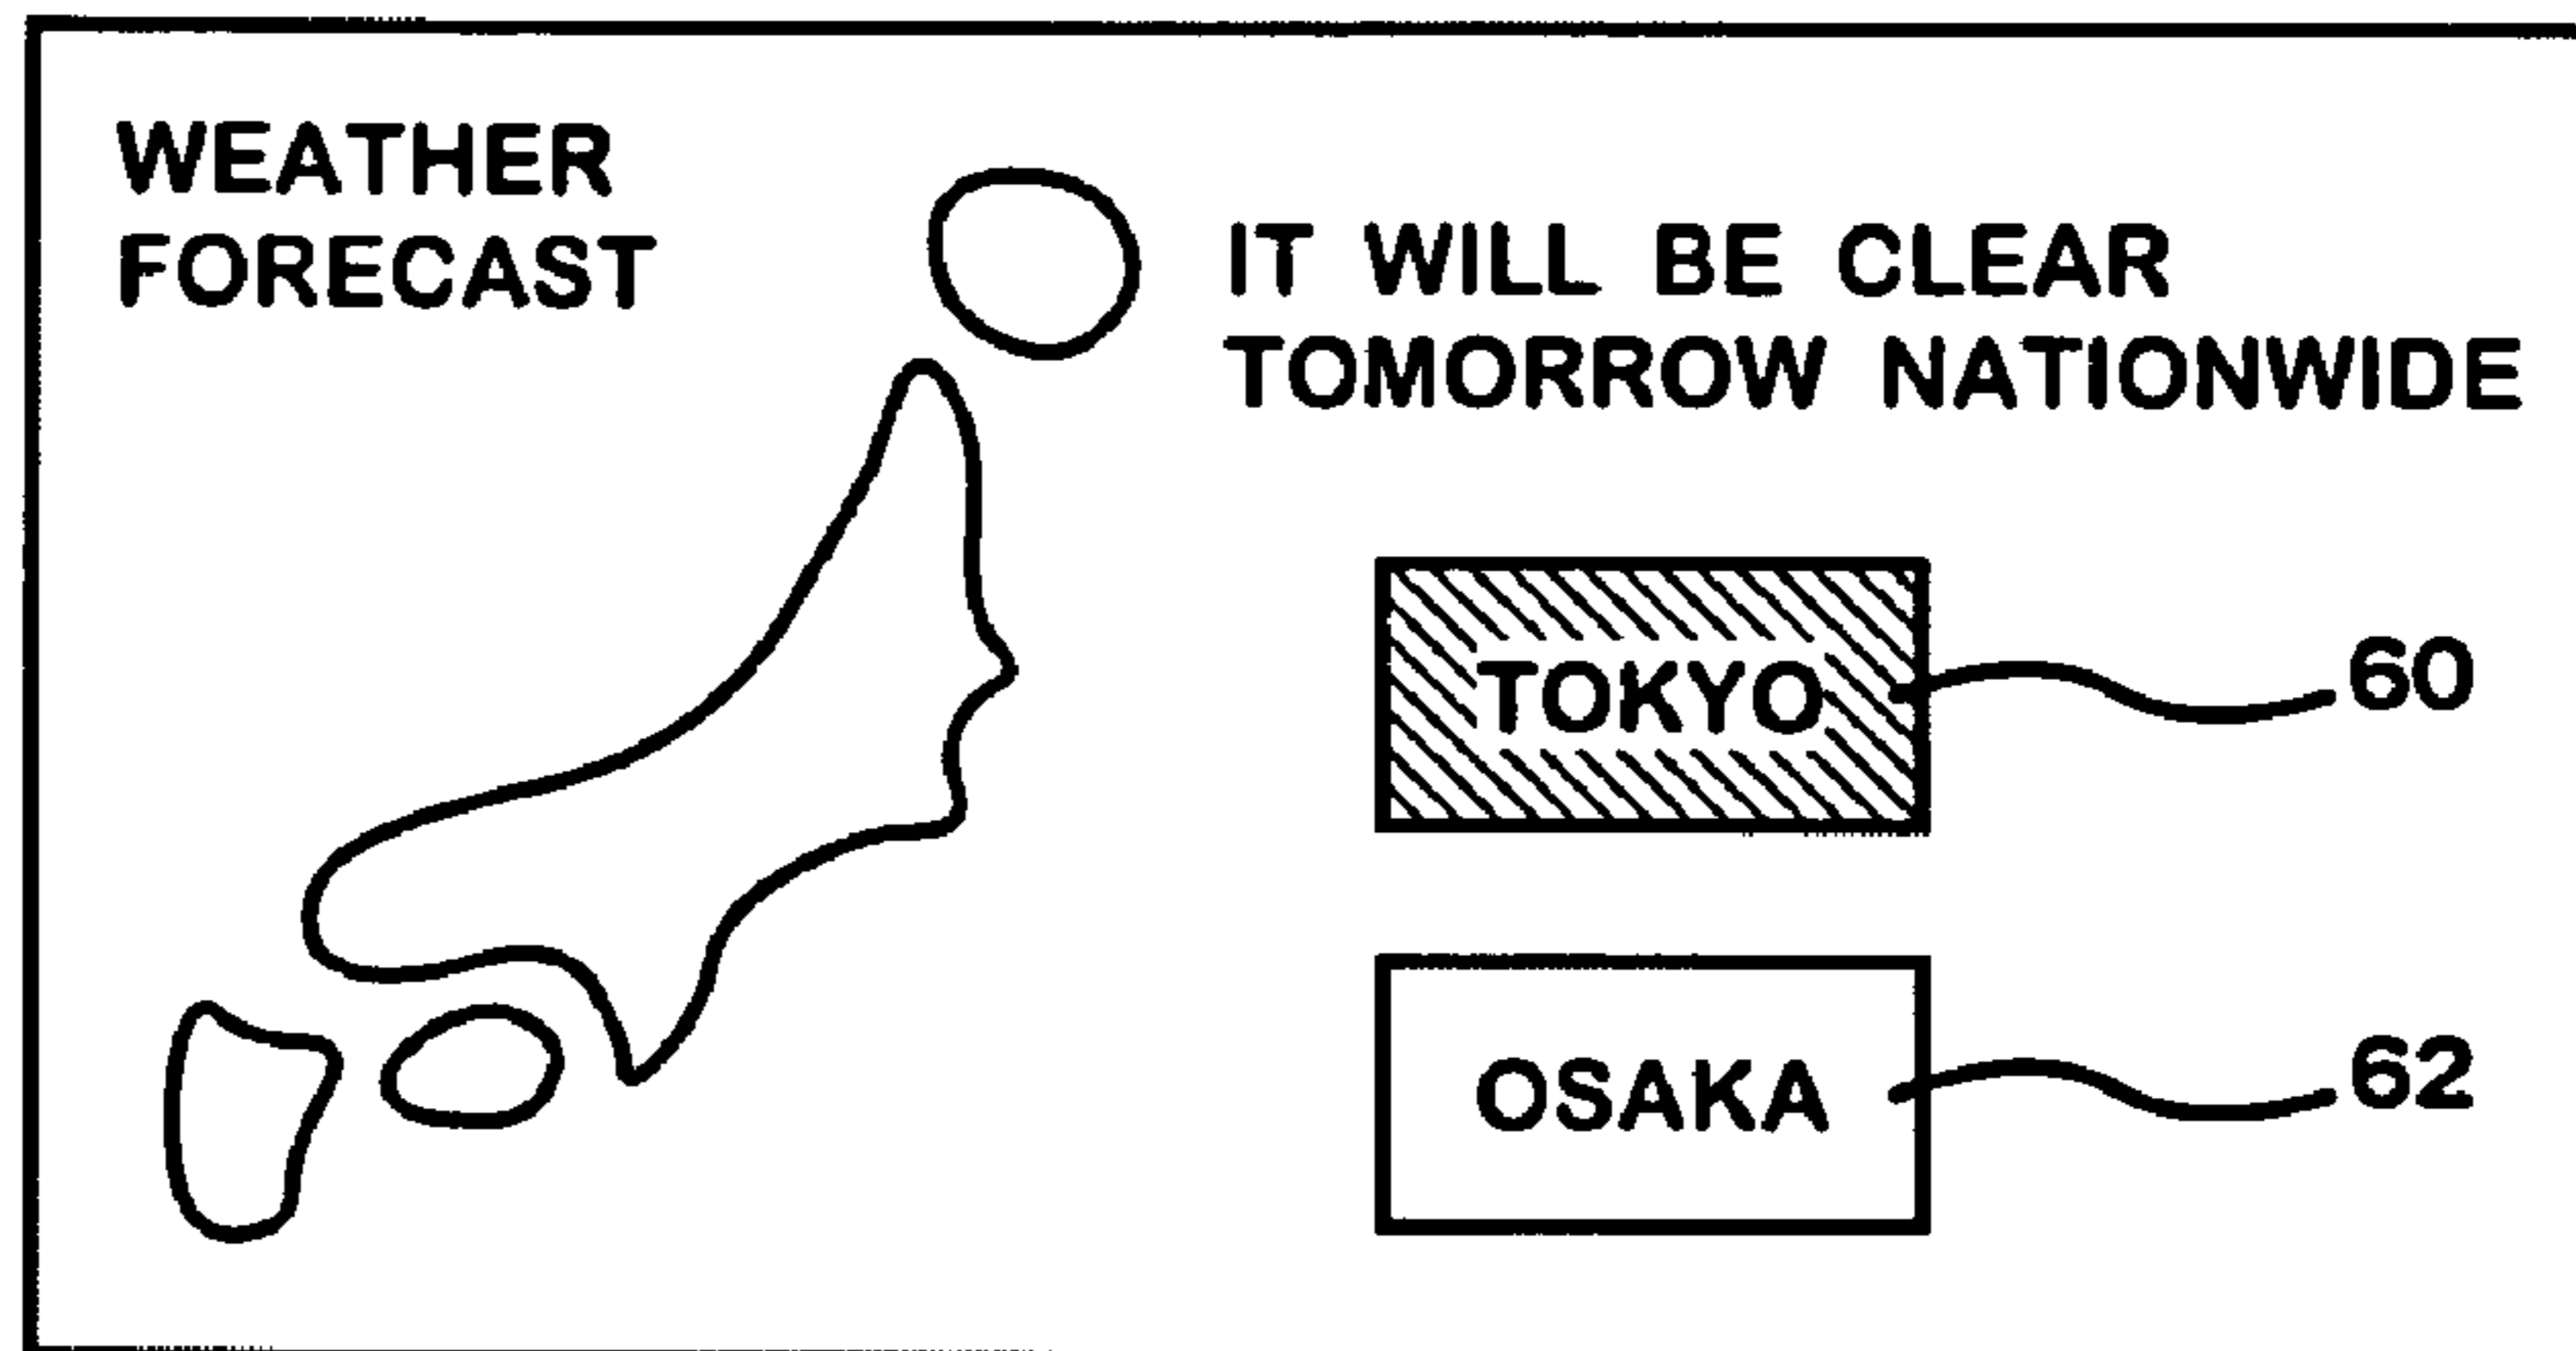 WEATHER
FORECAST
IT WILL BE CLEAR
TOMORROW NATIONWIDE
TOKYO
60
OSAKA
62